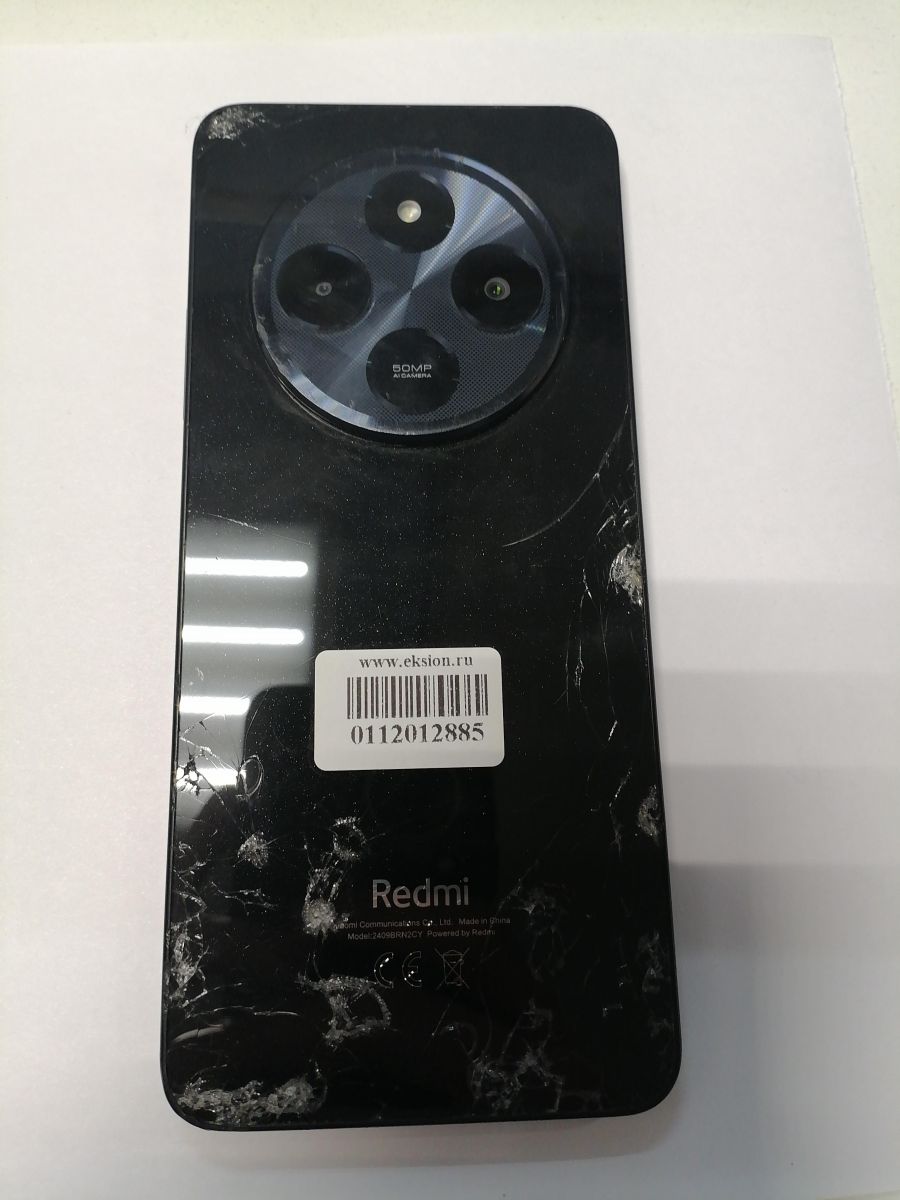 50MP
AI CAMERA
www.eksion.ru
0112012885
Redmi
Communications Co., Ltd. Made in China
Model:2409BRN2CY Powered by Redmi
CE